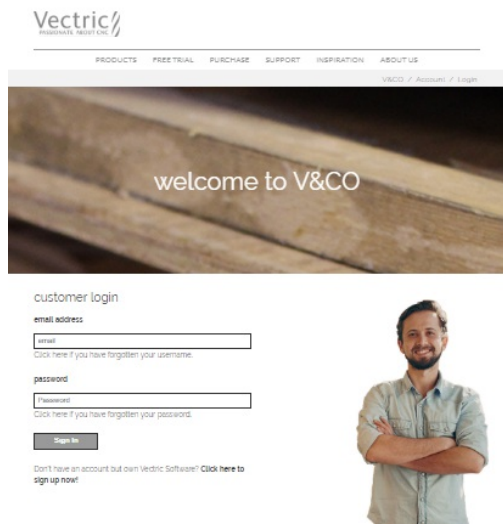 Vectric
PASSIONATE ABOUT CNC
PRODUCTS FREE TRIAL PURCHASE SUPPORT INSPIRATION ABOUT US
V&CO / Account / Login
welcome to V&CO
customer login
email address
email
Click here if you have forgotten your username.
password
Password
Click here if you have forgotten your password.
Sign In
Don't have an account but own Vectric Software? Click here to
sign up now!